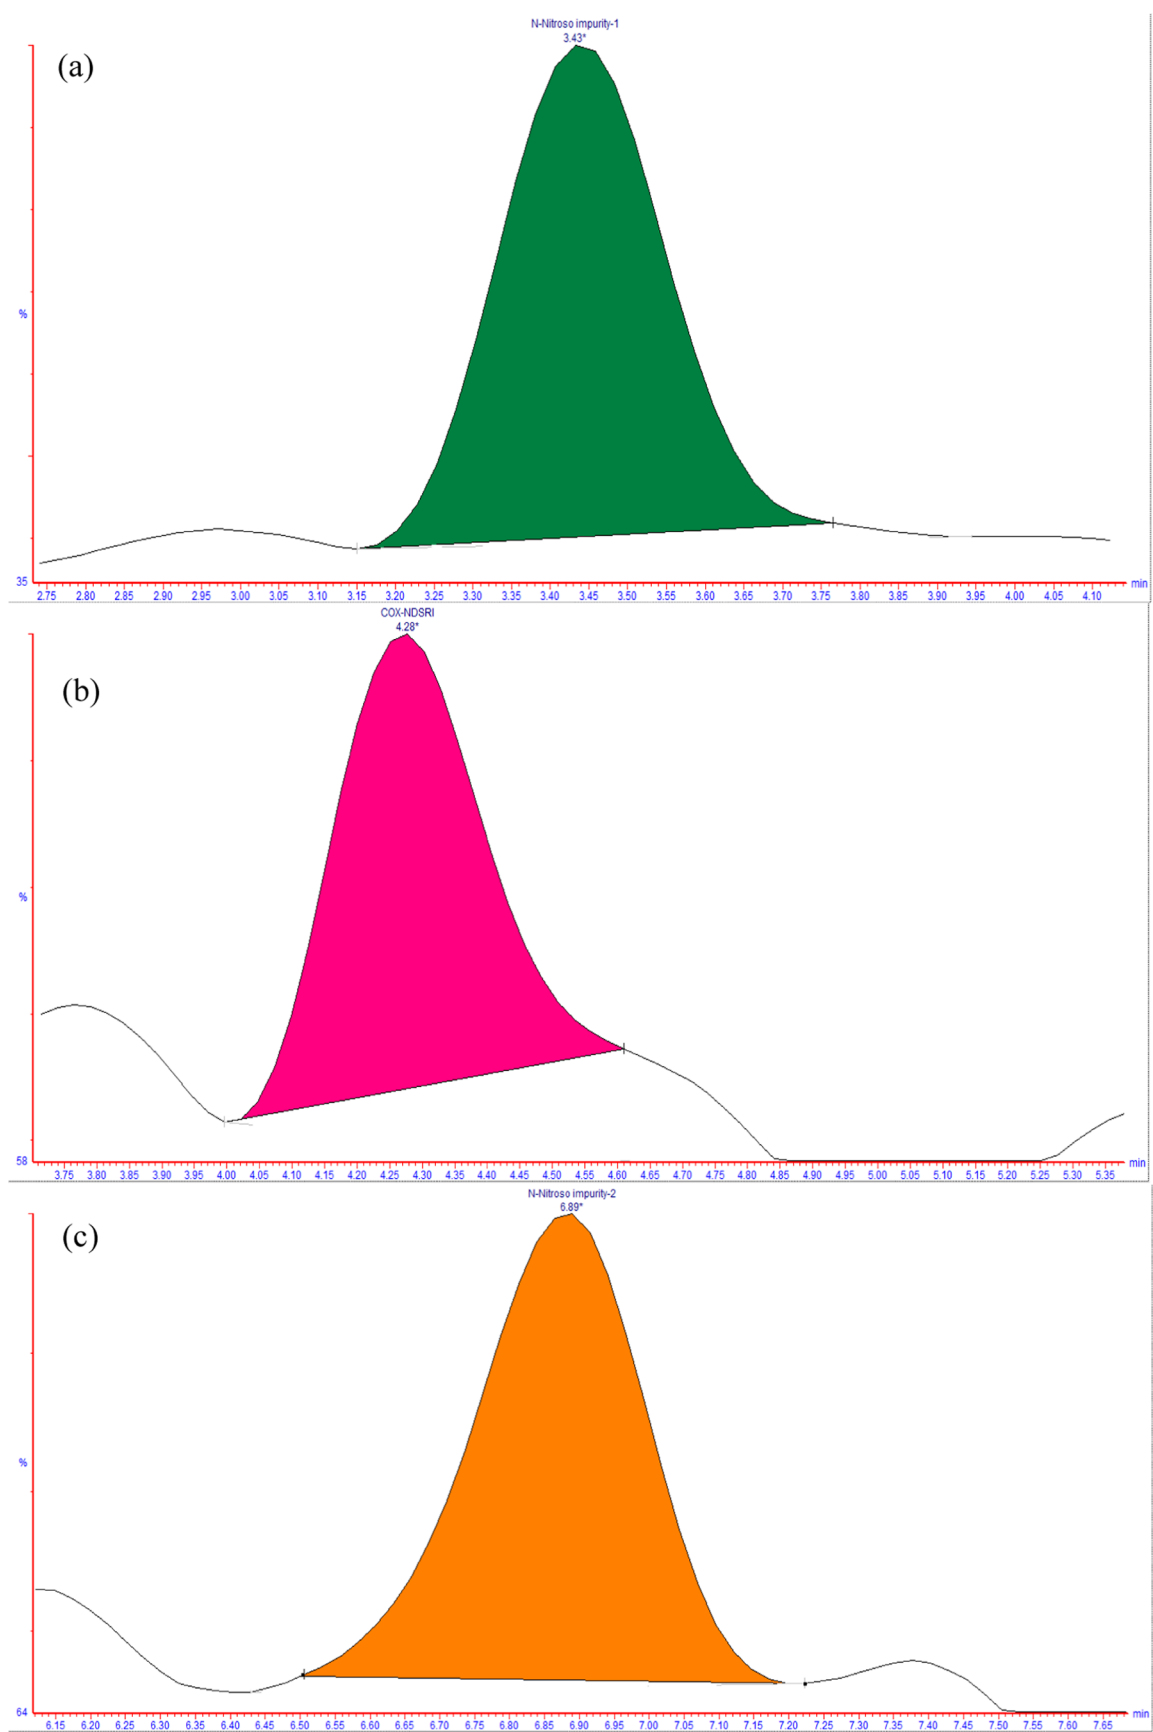 N-Nitroso impurity-1
3.43*
(a)
%
35
min
2.75 2.80 2.85 2.90 2.95 3.00 3.05 3.10 3.15 3.20 3.25 3.30 3.35 3.40 3.45 3.50 3.55 3.60 3.65 3.70 3.75 3.80 3.85 3.90 3.95 4.00 4.05 4.10
COX-NDSRI
4.28*
(b)
%
58
min
3.75 3.80 3.85 3.90 3.95 4.00 4.05 4.10 4.15 4.20 4.25 4.30 4.35 4.40 4.45 4.50 4.55 4.60 4.65 4.70 4.75 4.80 4.85 4.90 4.95 5.00 5.05 5.10 5.15 5.20 5.25 5.30 5.35
N-Nitroso impurity-2
6.89*
(c)
%
64
min
6.15 6.20 6.25 6.30 6.35 6.40 6.45 6.50 6.55 6.60 6.65 6.70 6.75 6.80 6.85 6.90 6.95 7.00 7.05 7.10 7.15 7.20 7.25 7.30 7.35 7.40 7.45 7.50 7.55 7.60 7.65